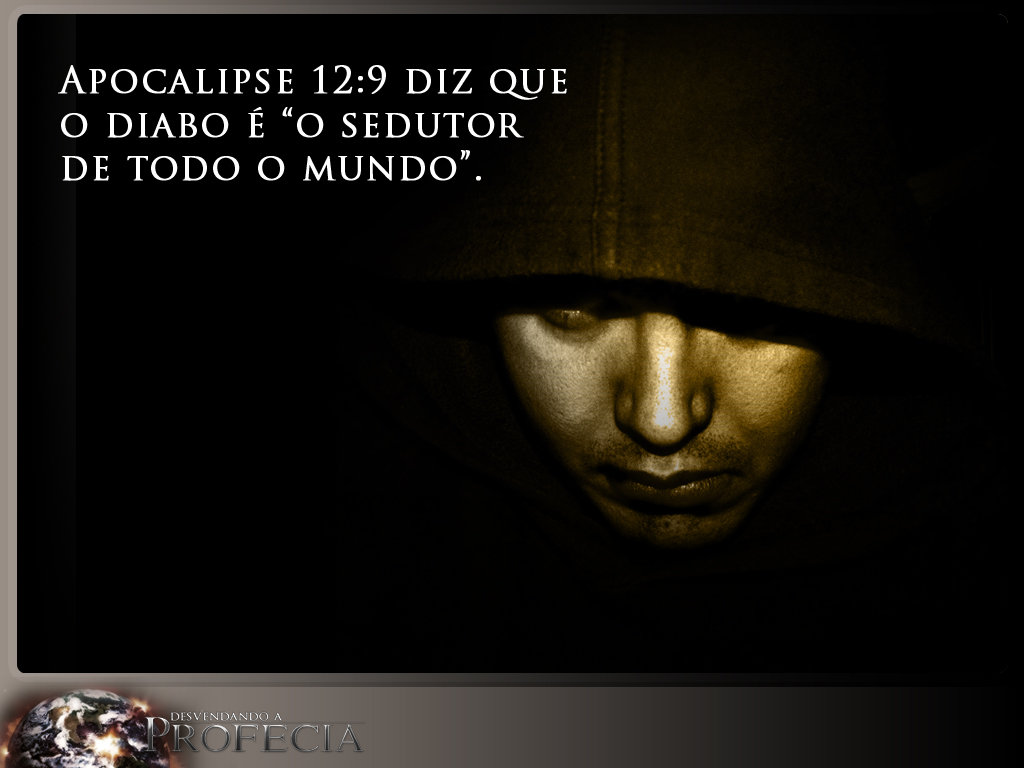 Apocalipse 12:9 diz que
o diabo é “o sedutor
de todo o mundo”.
DESVENDANDO A
PROFECIA